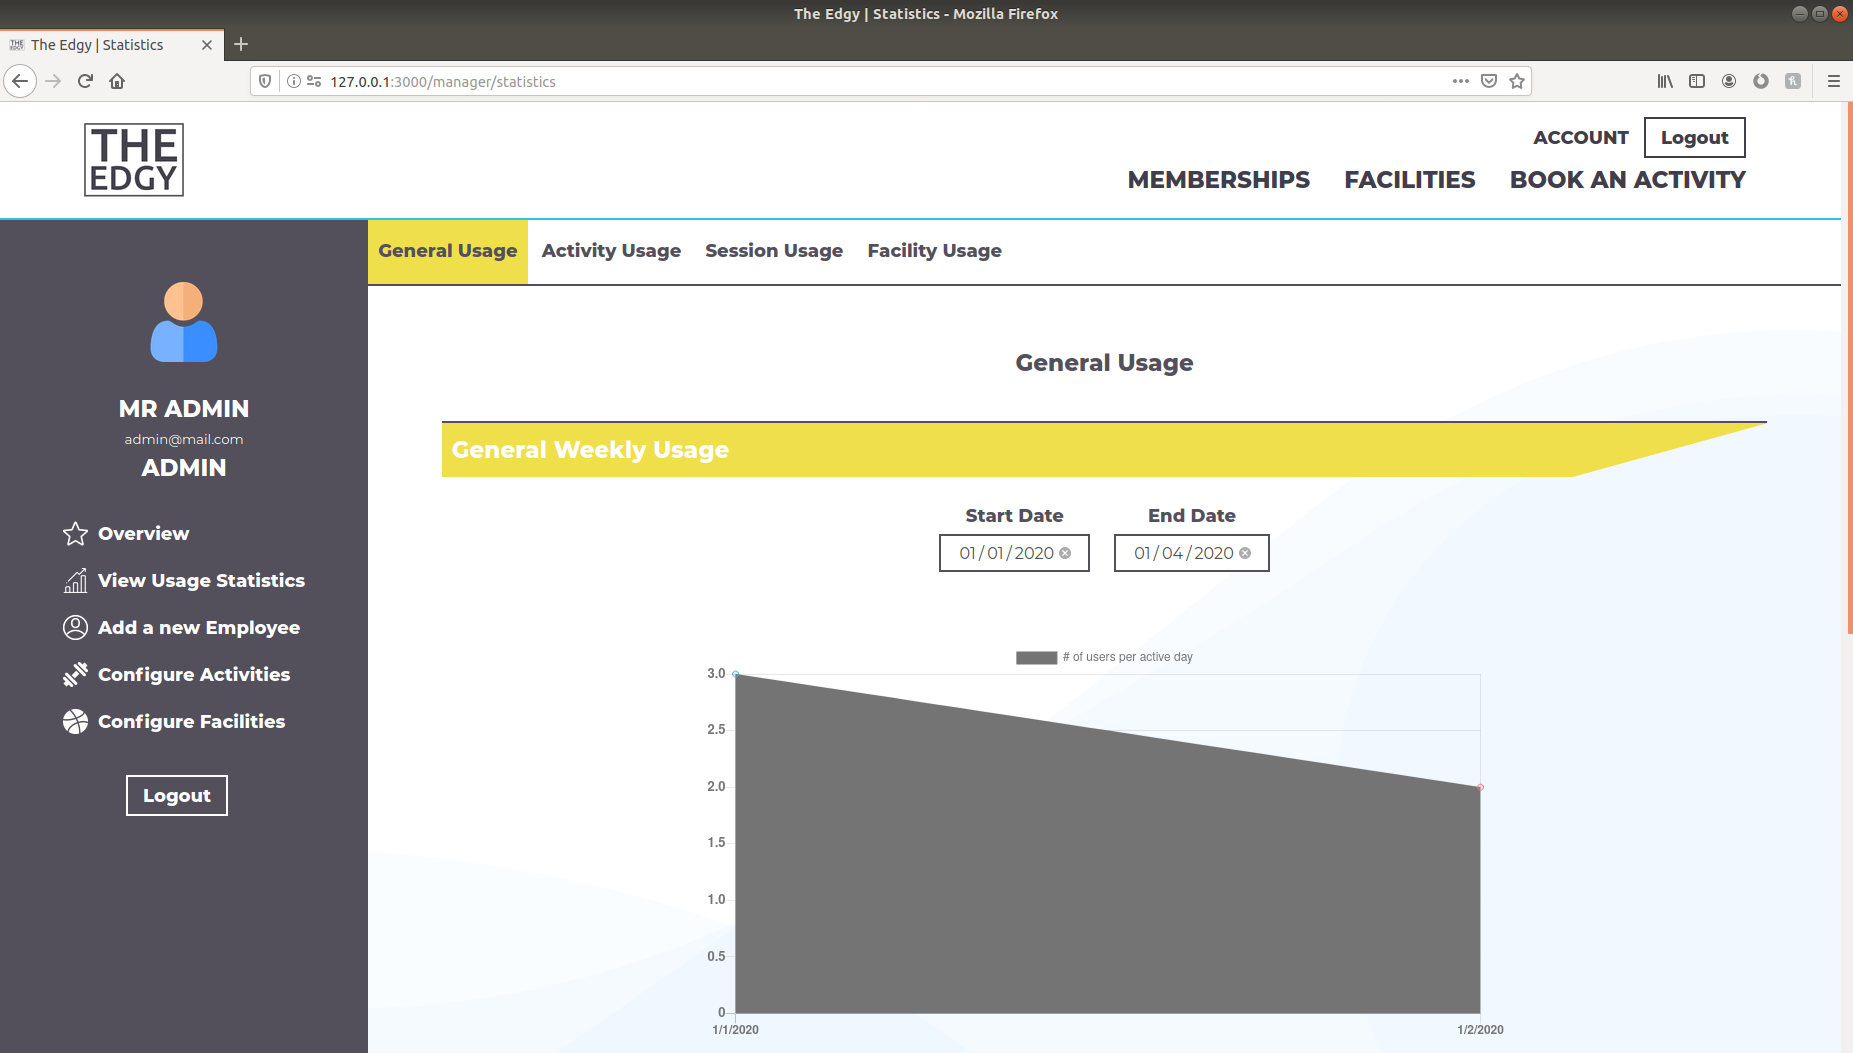 The Edgy | Statistics - Mozilla Firefox
THE EDGY
The Edgy | Statistics
127.0.0.1:3000/manager/statistics
THE
EDGY
ACCOUNT
Logout
MEMBERSHIPS
FACILITIES
BOOK AN ACTIVITY
MR ADMIN
admin@mail.com
ADMIN
Overview
View Usage Statistics
Add a new Employee
Configure Activities
Configure Facilities
Logout
General Usage
Activity Usage
Session Usage
Facility Usage
General Usage
General Weekly Usage
Start Date
End Date
01/01/2020
01/04/2020
# of users per active day
3.0
2.5
2.0
1.5
1.0
0.5
0
1/1/2020
1/2/2020